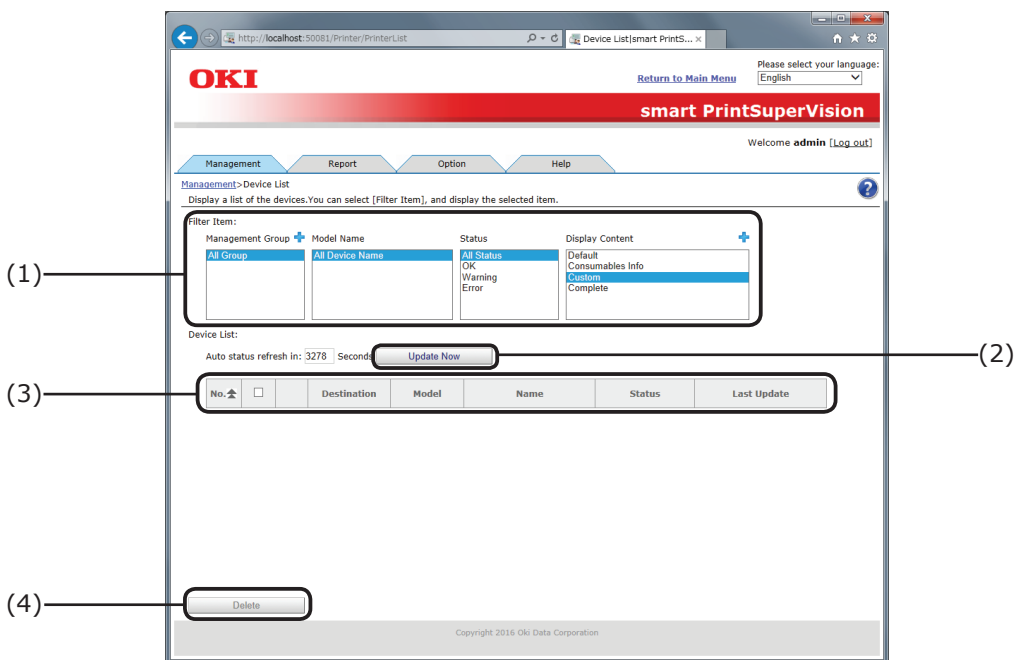 http://localhost:50081/Printer/PrinterList
Device List|smart PrintS...
OKI
Return to Main Menu
Please select your language:
English
smart PrintSuperVision
Welcome admin [Log out]
Management
Report
Option
Help
Management>Device List
Display a list of the devices.You can select [Filter Item], and display the selected item.
Filter Item:
Management Group
Model Name
Status
Display Content
All Group
All Device Name
All Status
OK
Warning
Error
Default
Consumables Info
Custom
Complete
(1)
Device List:
Auto status refresh in: 3278 Seconds
Update Now
(2)
(3)
No.
Destination
Model
Name
Status
Last Update
(4)
Delete
Copyright 2016 Oki Data Corporation